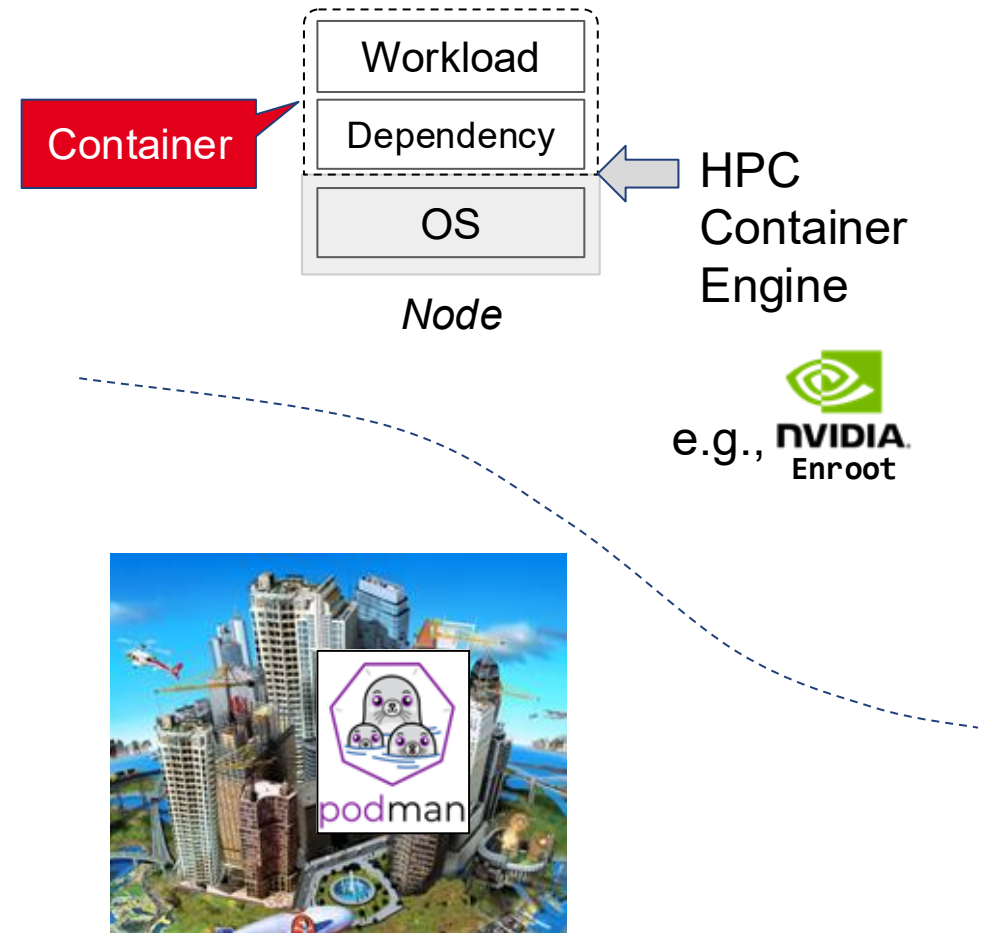 Workload
Container
Dependency
HPC
Container
Engine
OS
Node
e.g.,
NVIDIA.
Enroot
podman